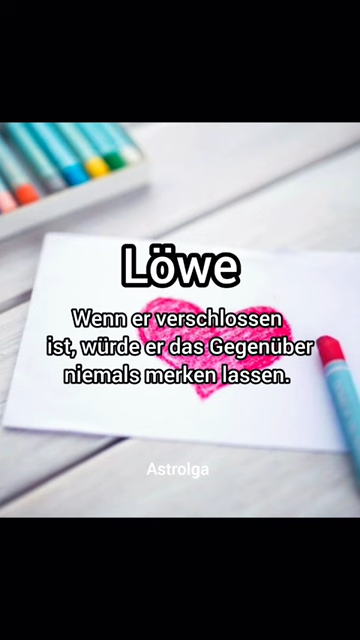 Löwe
Wenn er verschlossen
ist, würde er das Gegenüber
niemals merken lassen.
Astrolga